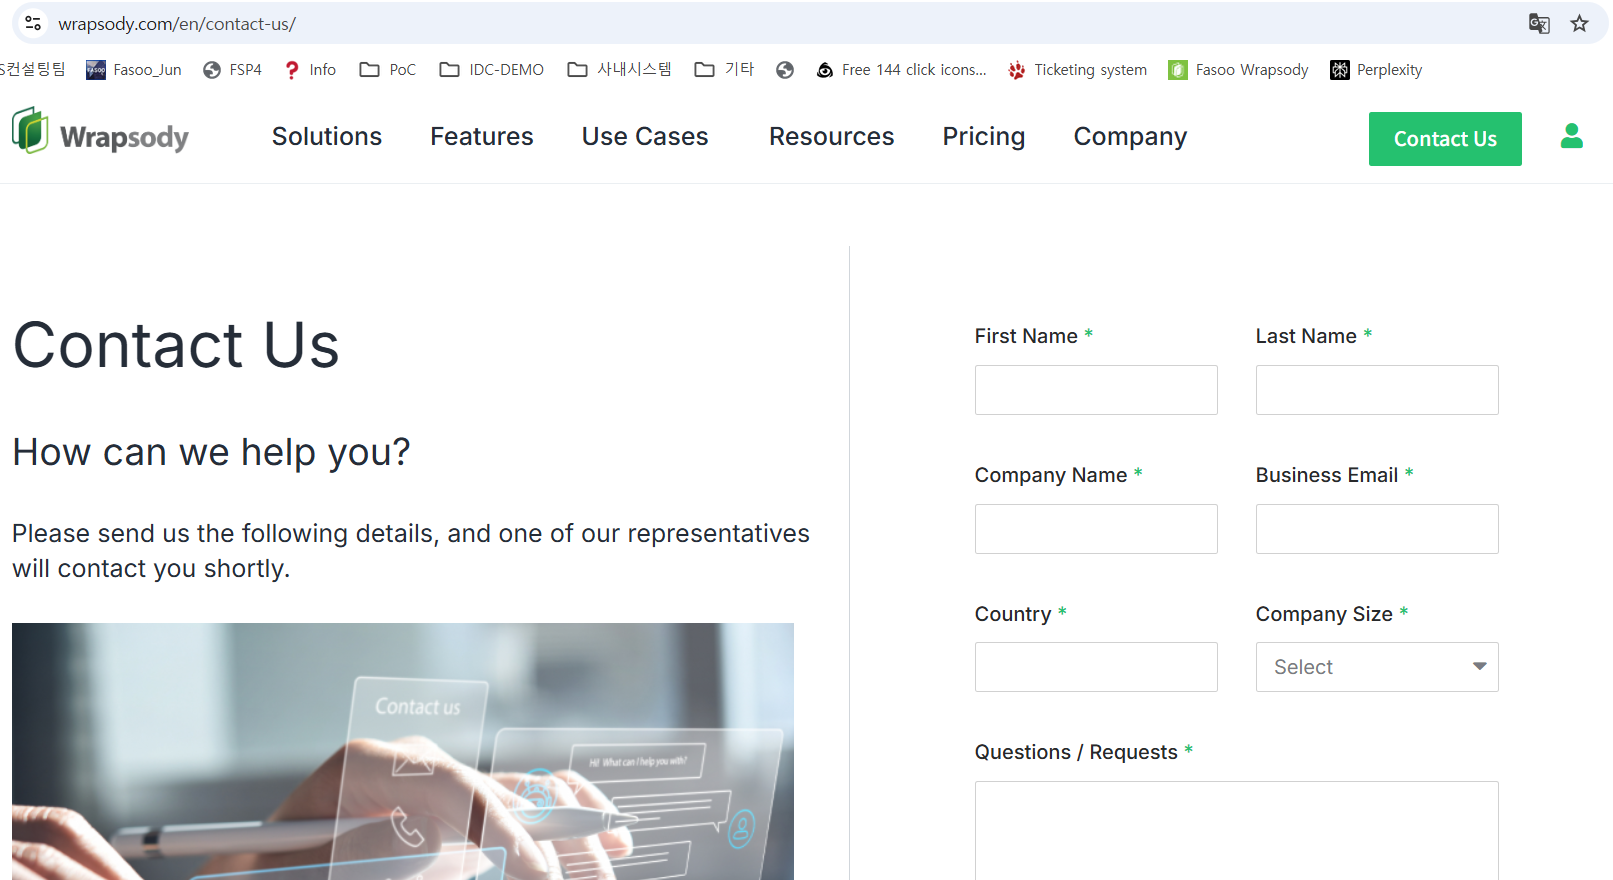 wrapsody.com/en/contact-us/
S컨설팅팀 Fasoo_Jun FSP4 Info PoC IDC-DEMO 사내시스템 기타 Free 144 click icons... Ticketing system Fasoo Wrapsody Perplexity
Wrapsody Solutions Features Use Cases Resources Pricing Company Contact Us
Contact Us
How can we help you?
Please send us the following details, and one of our representatives
will contact you shortly.
Contact us
Hi! What can I help you with?
First Name * Last Name *
Company Name * Business Email *
Country * Company Size *
Select
Questions / Requests *